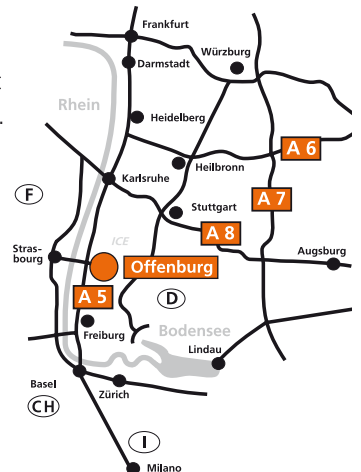 Frankfurt
Würzburg
Darmstadt
Rhein
Heidelberg
A 6
Heilbronn
Karlsruhe
A 7
F
Stuttgart
A 8
ICE
Stras-
bourg
Augsburg
Offenburg
A 5
D
Freiburg
Bodensee
Lindau
Basel
Zürich
CH
I
Milano